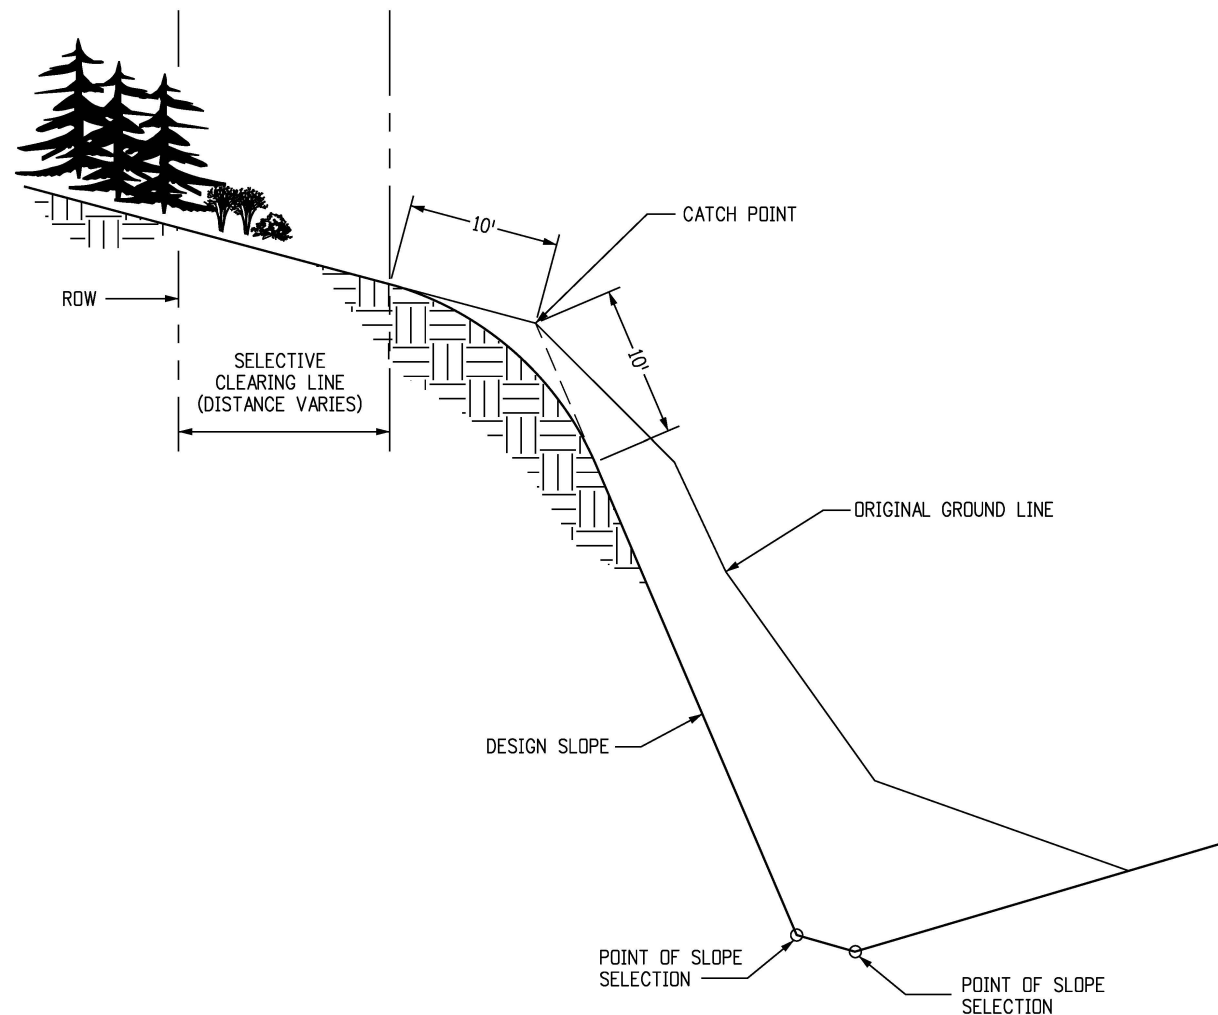 10'
CATCH POINT
ROW
10'
SELECTIVE
CLEARING LINE
(DISTANCE VARIES)
ORIGINAL GROUND LINE
DESIGN SLOPE
POINT OF SLOPE
SELECTION
POINT OF SLOPE
SELECTION